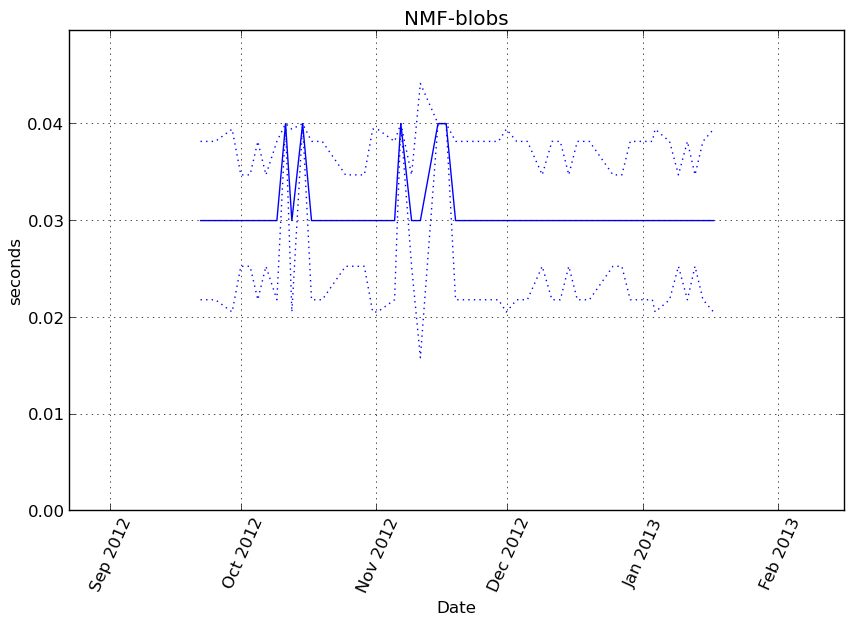 NMF-blobs
0.04
0.03
0.02
0.01
0.00
seconds
Sep 2012
Oct 2012
Nov 2012
Dec 2012
Jan 2013
Feb 2013
Date